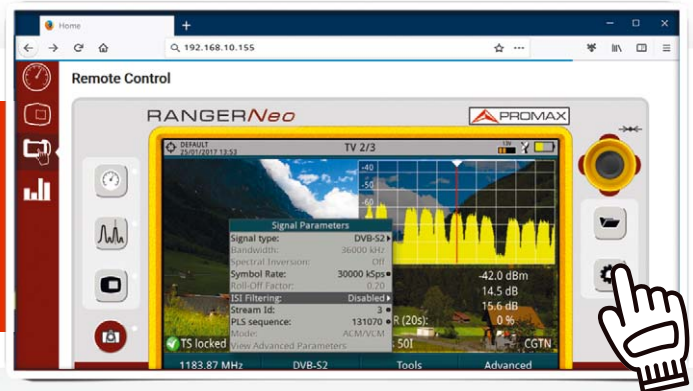 Home
192.168.10.155
Remote Control
RANGERNeo
PROMAX
DEFAULT
25/01/2017 13:53
TV 2/3
13V
-40
-50
-60
Signal Parameters
Signal type: DVB-S2
Bandwidth: 36000 kHz
Spectral Inversion: Off
Symbol Rate: 30000 kSps
Roll-Off Factor: 0.20
ISI Filtering: Disabled
Stream Id: 3
PLS sequence: 131070
Mode: ACM/VCM
View Advanced Parameters
-42.0 dBm
14.5 dB
15.6 dB
R (20s): 0 %
TS locked
CGTN
1183.87 MHz DVB-S2 Tools Advanced